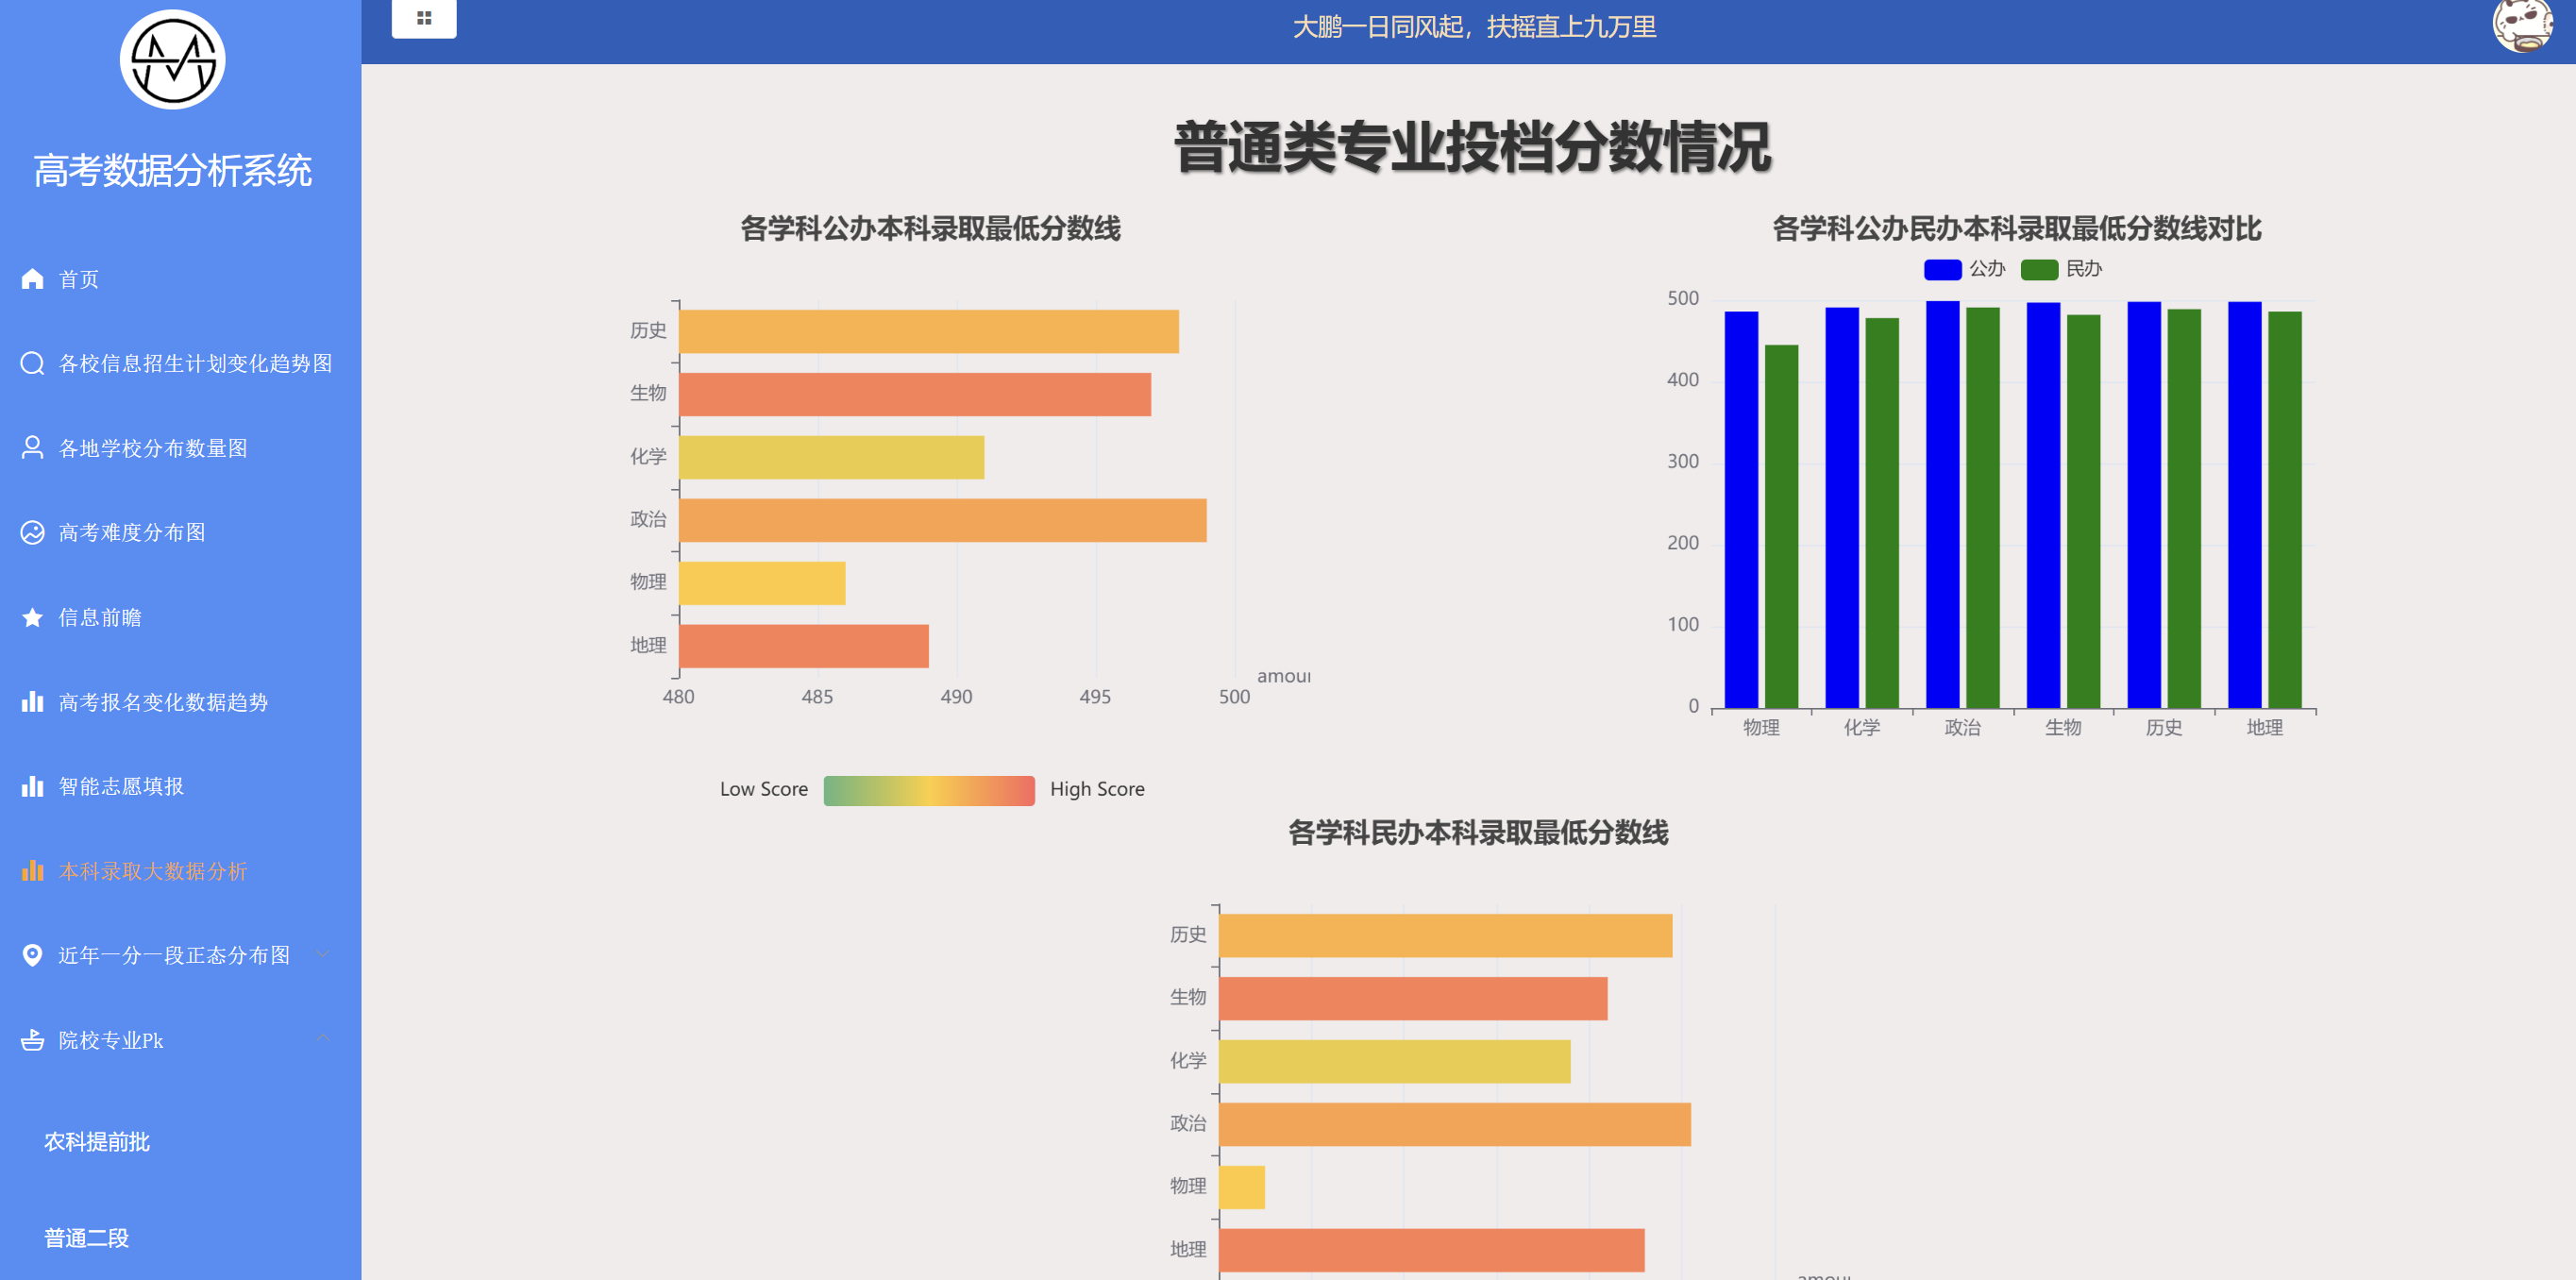 高考数据分析系统
首页
各校信息招生计划变化趋势图
各地学校分布数量图
高考难度分布图
信息前瞻
高考报名变化数据趋势
智能志愿填报
本科录取大数据分析
近年一分一段正态分布图
院校专业Pk
农科提前批
普通二段
大鹏一日同风起，扶摇直上九万里
普通类专业投档分数情况
各学科公办本科录取最低分数线
历史
生物
化学
政治
物理
地理
480 485 490 495 500
amou
Low Score High Score
各学科公办民办本科录取最低分数线对比
公办 民办
500
400
300
200
100
0
物理 化学 政治 生物 历史 地理
各学科民办本科录取最低分数线
历史
生物
化学
政治
物理
地理